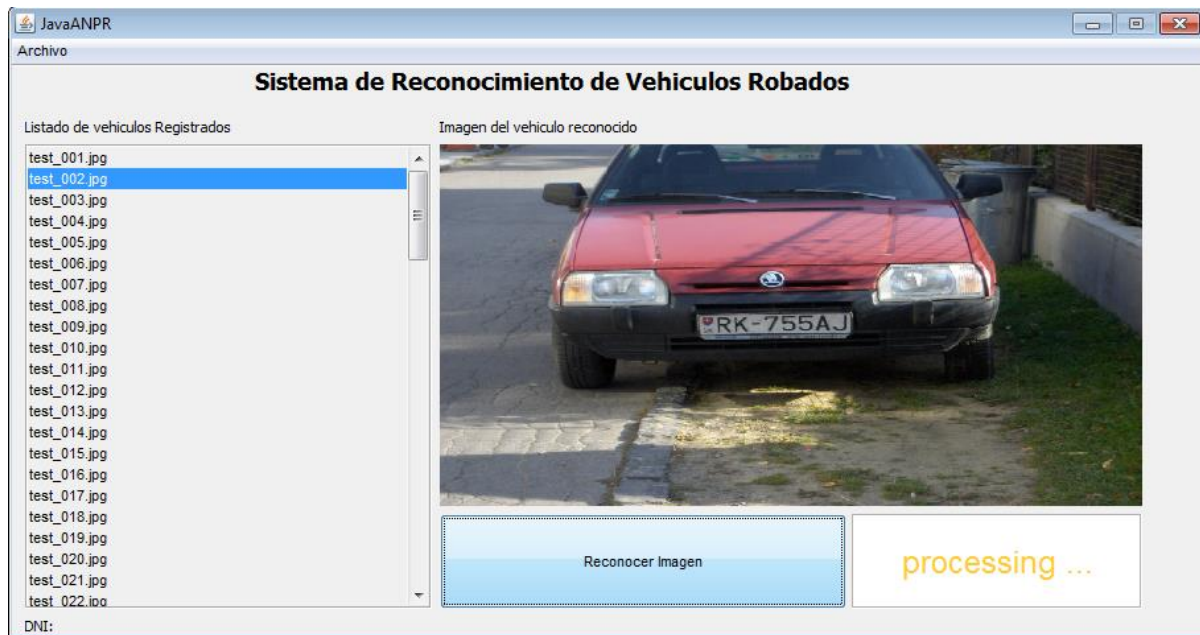 JavaANPR
Archivo
Sistema de Reconocimiento de Vehiculos Robados
Listado de vehiculos Registrados
Imagen del vehiculo reconocido
test_001.jpg
test_002.jpg
test_003.jpg
test_004.jpg
test_005.jpg
test_006.jpg
test_007.jpg
test_008.jpg
test_009.jpg
test_010.jpg
test_011.jpg
test_012.jpg
test_013.jpg
test_014.jpg
test_015.jpg
test_016.jpg
test_017.jpg
test_018.jpg
test_019.jpg
test_020.jpg
test_021.jpg
test_022.jpg
RK-755AJ
Reconocer Imagen
processing ...
DNI: